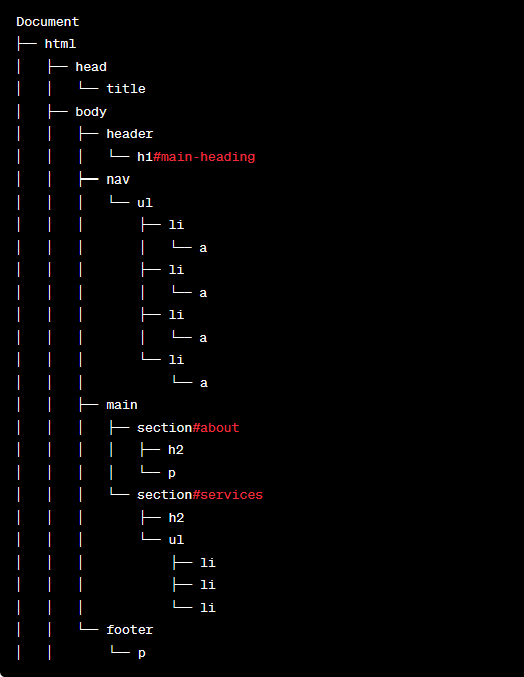 Document
├── html
│   ├── head
│   │   └── title
│   ├── body
│   │   ├── header
│   │   │   └── h1#main-heading
│   │   ├── nav
│   │   │   └── ul
│   │   │       ├── li
│   │   │       │   └── a
│   │   │       ├── li
│   │   │       │   └── a
│   │   │       ├── li
│   │   │       │   └── a
│   │   │       └── li
│   │   │           └── a
│   │   ├── main
│   │   │   ├── section#about
│   │   │   │   ├── h2
│   │   │   │   └── p
│   │   │   └── section#services
│   │   │       ├── h2
│   │   │       └── ul
│   │   │           ├── li
│   │   │           ├── li
│   │   │           └── li
│   │   └── footer
│   │       └── p